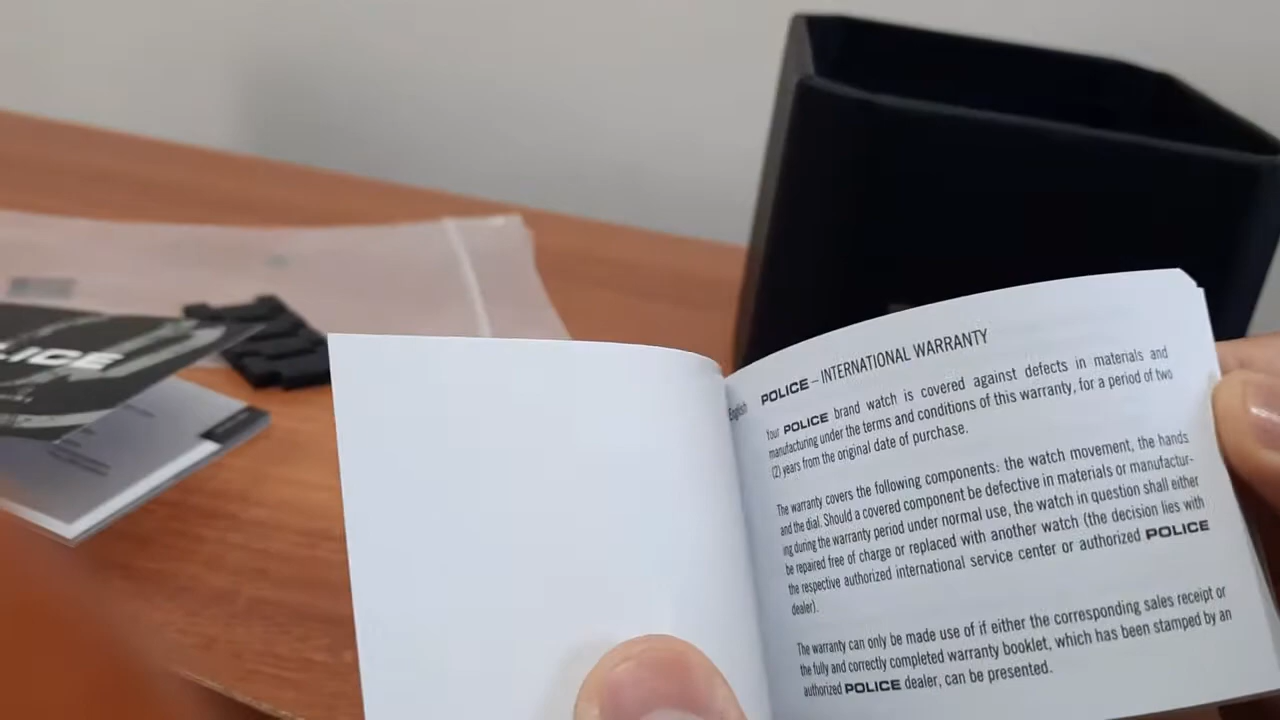 LICE
English
POLICE – INTERNATIONAL WARRANTY
Your POLICE brand watch is covered against defects in materials and
manufacturing under the terms and conditions of this warranty, for a period of two
(2) years from the original date of purchase.
The warranty covers the following components: the watch movement, the hands
and the dial. Should a covered component be defective in materials or manufactur-
ing during the warranty period under normal use, the watch in question shall either
be repaired free of charge or replaced with another watch (the decision lies with
the respective authorized international service center or authorized POLICE
dealer).
The warranty can only be made use of if either the corresponding sales receipt or
the fully and correctly completed warranty booklet, which has been stamped by an
authorized POLICE dealer, can be presented.